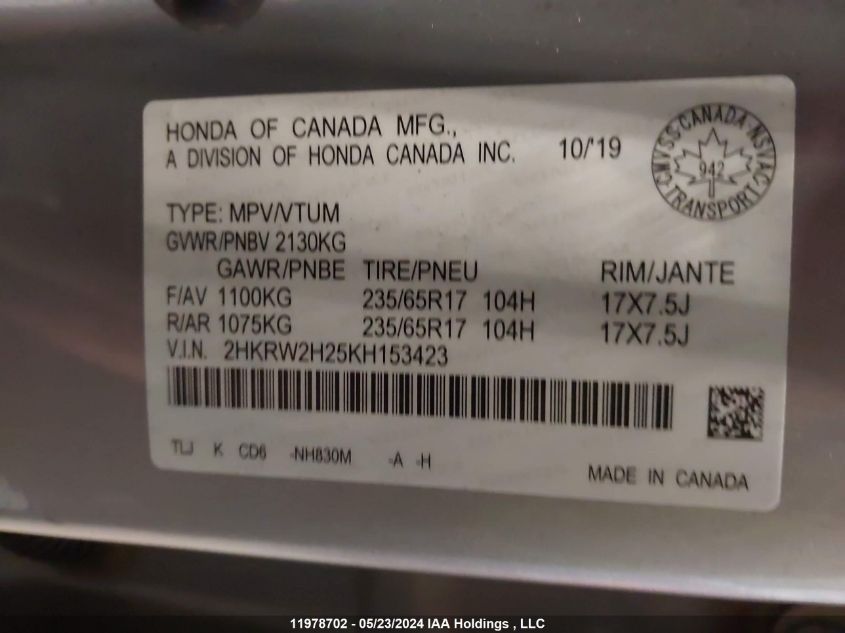 HONDA OF CANADA MFG.,
A DIVISION OF HONDA CANADA INC. 10/'19
CMVSS·CANADA·NSVAC
942
TRANSPORT
TYPE: MPV/VTUM
GVWR/PNBV 2130KG
GAWR/PNBE TIRE/PNEU RIM/JANTE
F/AV 1100KG 235/65R17 104H 17X7.5J
R/AR 1075KG 235/65R17 104H 17X7.5J
V.I.N. 2HKRW2H25KH153423
TLJ K CD6 -NH830M -A -H
MADE IN CANADA
11978702 - 05/23/2024 IAA Holdings , LLC